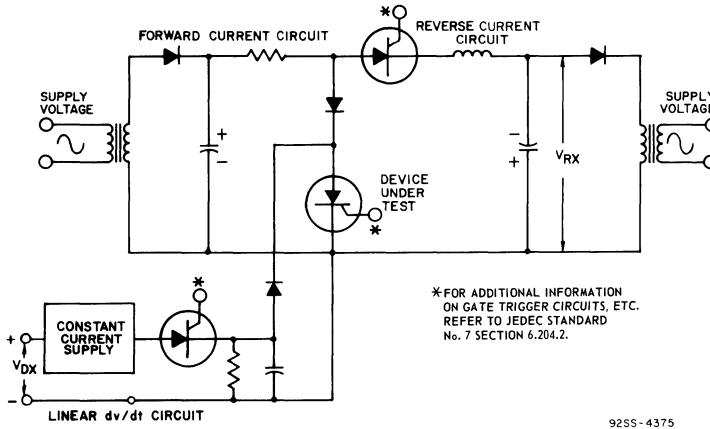 *
FORWARD CURRENT CIRCUIT
REVERSE CURRENT
CIRCUIT
SUPPLY
VOLTAGE
SUPPLY
VOLTAGE
+
−
−
+
VRX
DEVICE
UNDER
TEST
*
*
CONSTANT
CURRENT
SUPPLY
+
VDX
−
LINEAR dv/dt CIRCUIT
*FOR ADDITIONAL INFORMATION
ON GATE TRIGGER CIRCUITS, ETC.
REFER TO JEDEC STANDARD
No. 7 SECTION 6.204.2.
92SS-4375